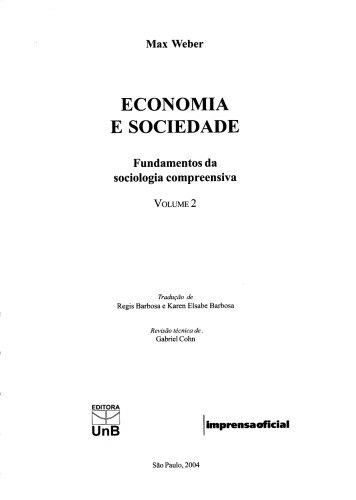 Max Weber
ECONOMIA
E SOCIEDADE
Fundamentos da
sociologia compreensiva
VOLUME 2
Tradução de
Regis Barbosa e Karen Elsabe Barbosa
Revisão técnica de.
Gabriel Cohn
EDITORA
UnB
imprensaoficial
São Paulo, 2004